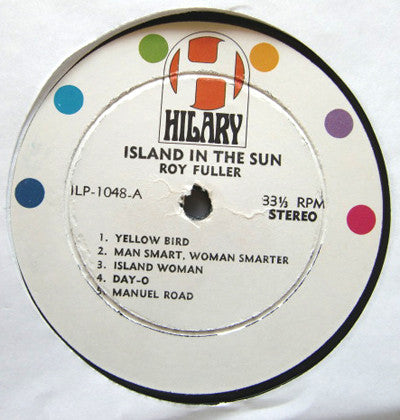 HILARY
ISLAND IN THE SUN
ROY FULLER
ILP-1048-A
33⅓ RPM
STEREO
1. YELLOW BIRD
2. MAN SMART, WOMAN SMARTER
3. ISLAND WOMAN
4. DAY-O
5. MANUEL ROAD